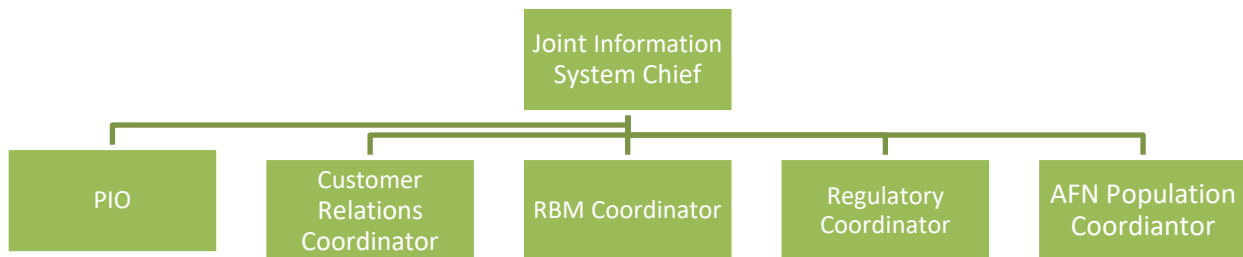 Joint Information
System Chief
PIO
Customer
Relations
Coordinator
RBM Coordinator
Regulatory
Coordinator
AFN Population
Coordiantor